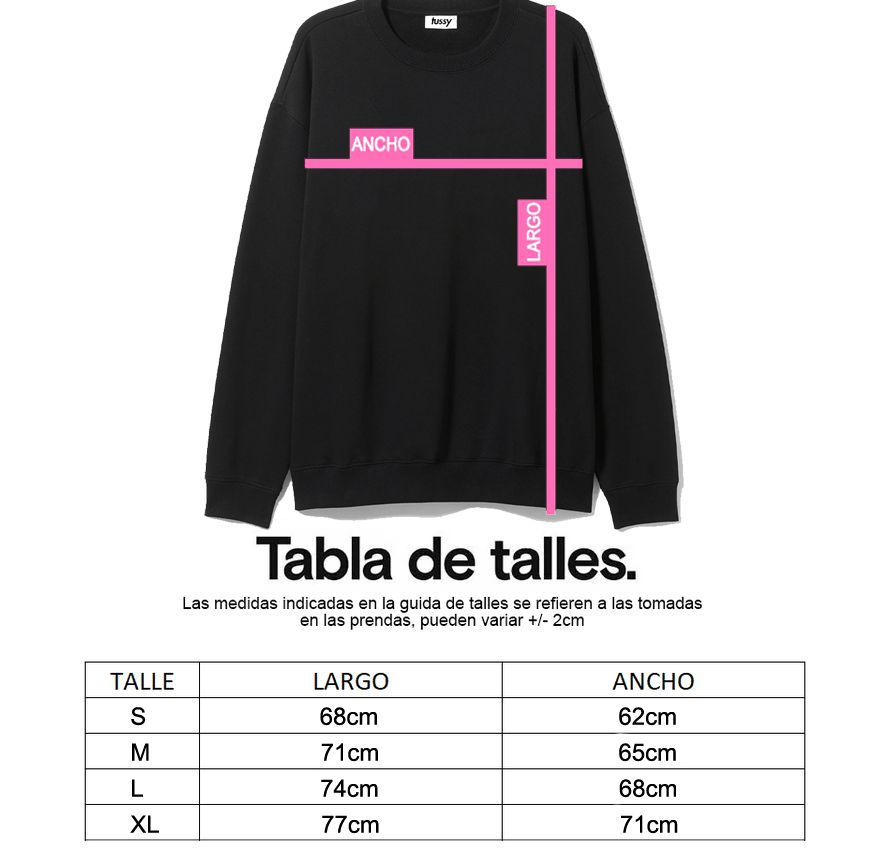 tussy
ANCHO
LARGO
Tabla de talles.
Las medidas indicadas en la guida de talles se refieren a las tomadas
en las prendas, pueden variar +/- 2cm
TALLE LARGO ANCHO
S 68cm 62cm
M 71cm 65cm
L 74cm 68cm
XL 77cm 71cm